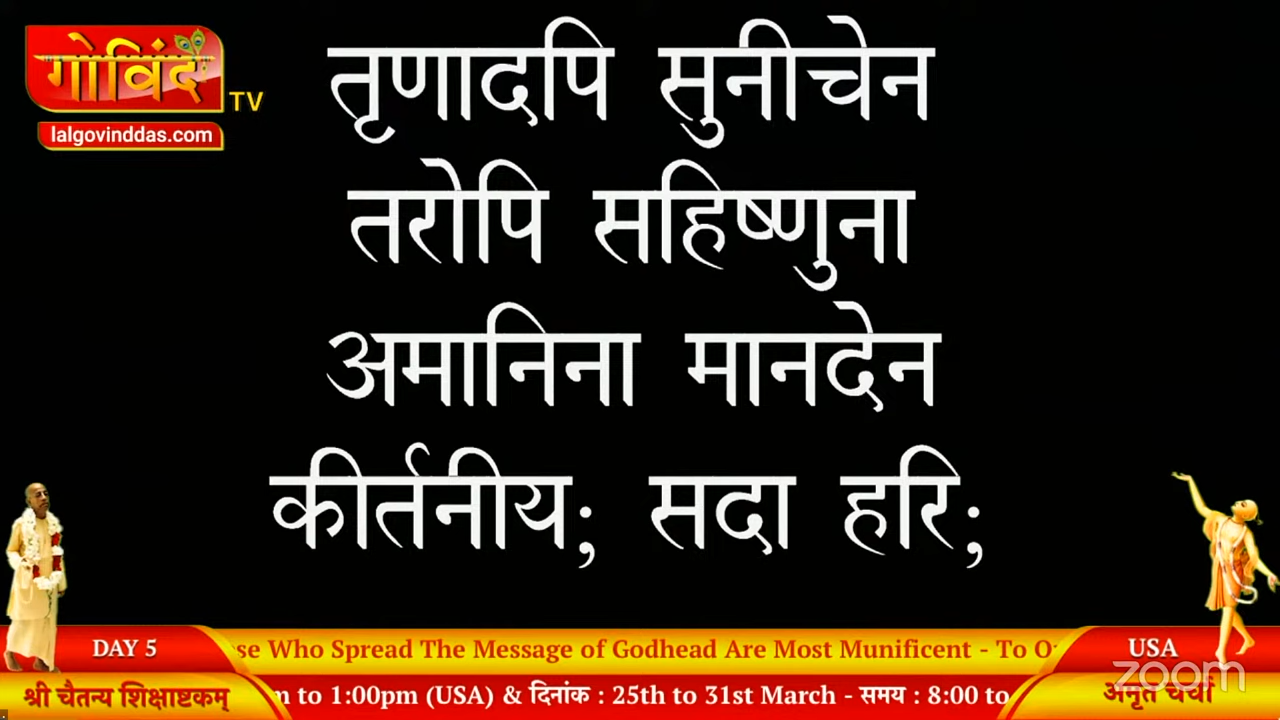 गोविंद TV
lalgovinddas.com
तृणादपि सुनीचेन
तरोपि सहिष्णुना
अमानिना मानदेन
कीर्तनीय; सदा हरि;
DAY 5
Who Spread The Message of Godhead Are Most Munificent - To
USA
zoom
श्री चैतन्य शिक्षाष्टकम्
to 1:00pm (USA) & दिनांक : 25th to 31st March - समय : 8:00 to
अमृत चर्चा